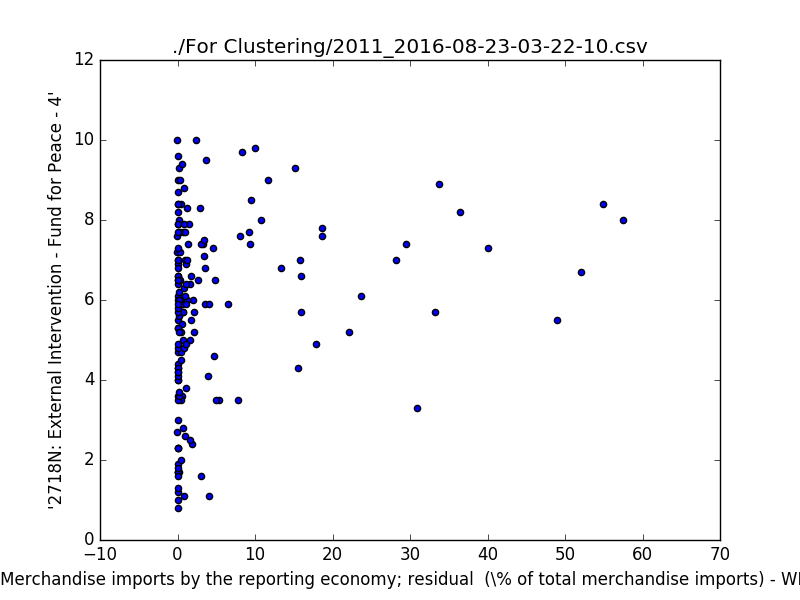 ./For Clustering/2011_2016-08-23-03-22-10.csv
'2718N: External Intervention - Fund for Peace - 4'
12
10
8
6
4
2
0
−10 0 10 20 30 40 50 60 70
Merchandise imports by the reporting economy; residual (\% of total merchandise imports) - WI